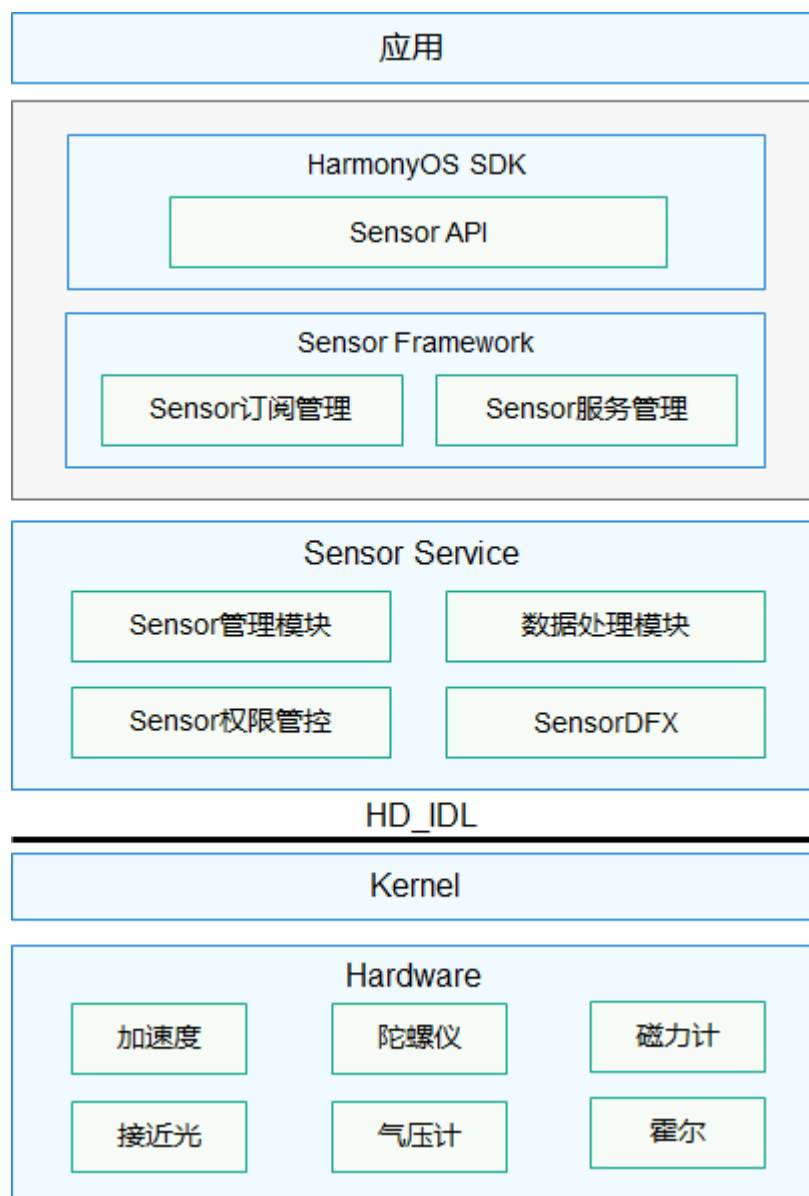 应用
HarmonyOS SDK
Sensor API
Sensor Framework
Sensor订阅管理
Sensor服务管理
Sensor Service
Sensor管理模块
数据处理模块
Sensor权限管控
SensorDFX
HD_IDL
Kernel
Hardware
加速度
陀螺仪
磁力计
接近光
气压计
霍尔